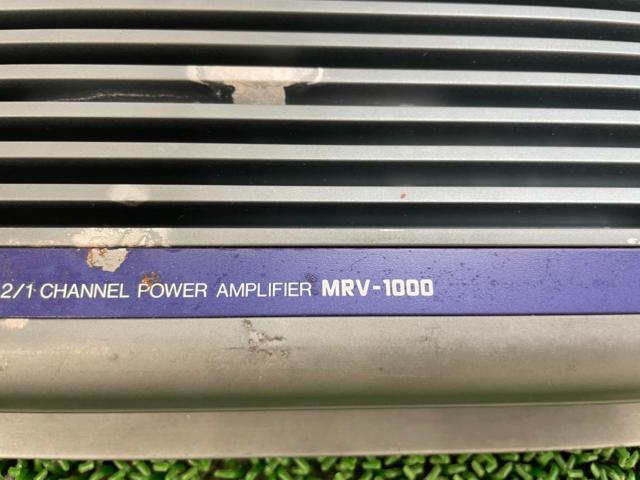 2/1 CHANNEL POWER AMPLIFIER MRV-1000